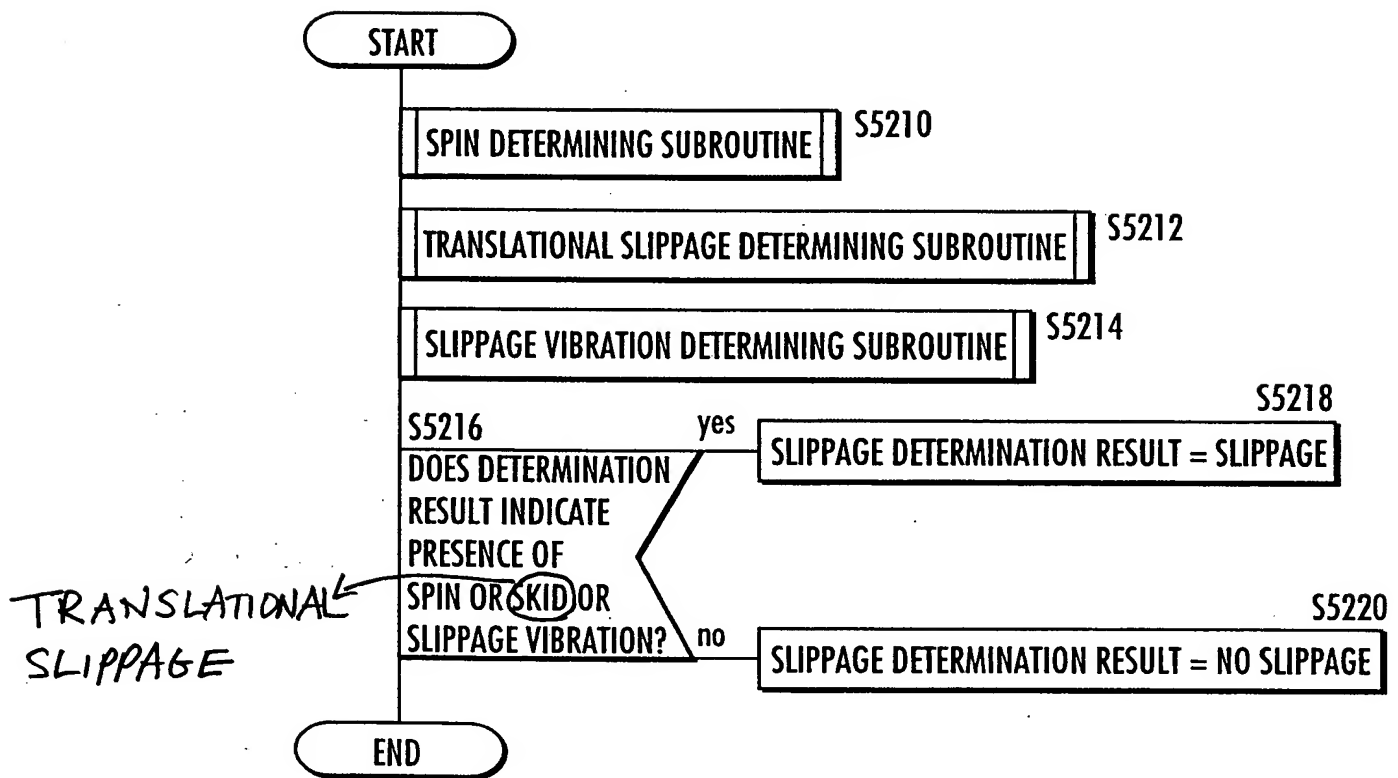 START
SPIN DETERMINING SUBROUTINE
S5210
TRANSLATIONAL SLIPPAGE DETERMINING SUBROUTINE
S5212
SLIPPAGE VIBRATION DETERMINING SUBROUTINE
S5214
S5216
yes
S5218
DOES DETERMINATION
RESULT INDICATE
PRESENCE OF
SPIN OR SKID OR
SLIPPAGE VIBRATION?
SLIPPAGE DETERMINATION RESULT = SLIPPAGE
TRANSLATIONAL
SLIPPAGE
no
S5220
SLIPPAGE DETERMINATION RESULT = NO SLIPPAGE
END